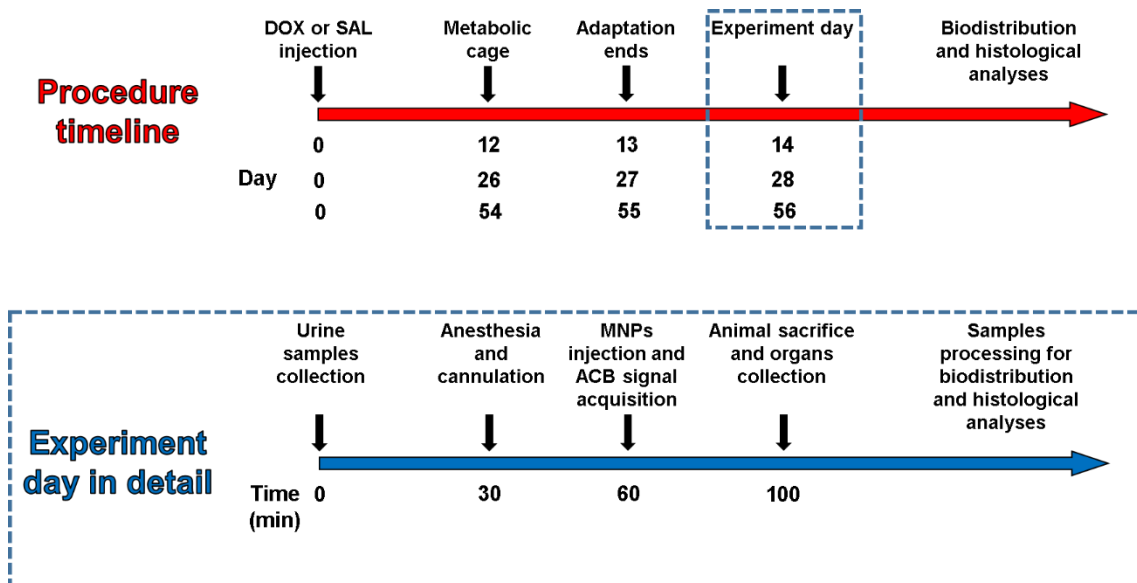 DOX or SAL
injection
Metabolic
cage
Adaptation
ends
Experiment day
Biodistribution
and histological
analyses
Procedure
timeline
0 12 13 14
Day 0 26 27 28
0 54 55 56
Urine
samples
collection
Anesthesia
and
cannulation
MNPs
injection and
ACB signal
acquisition
Animal sacrifice
and organs
collection
Samples
processing for
biodistribution
and histological
analyses
Experiment
day in detail
Time 0 30 60 100
(min)